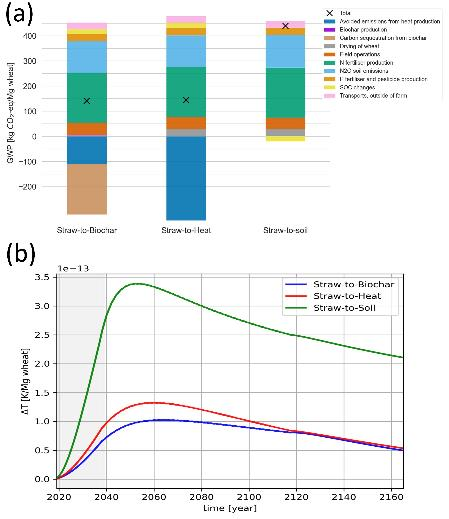 (a)
Total
Avoided emissions from heat production
Biochar production
Carbon sequestration from biochar
Drying of wheat
Field operations
N fertiliser production
N2O soil emissions
P fertiliser and pesticide production
SOC changes
Transports, outside of farm
GWP [kg CO2-eq/Mg wheat]
400
300
200
100
0
−100
−200
Straw-to-Biochar
Straw-to-Heat
Straw-to-soil
(b)
1e−13
3.5
3.0
2.5
2.0
1.5
1.0
0.5
0.0
ΔT [K/Mg wheat]
Straw-to-Biochar
Straw-to-Heat
Straw-to-Soil
2020 2040 2060 2080 2100 2120 2140 2160
time [year]